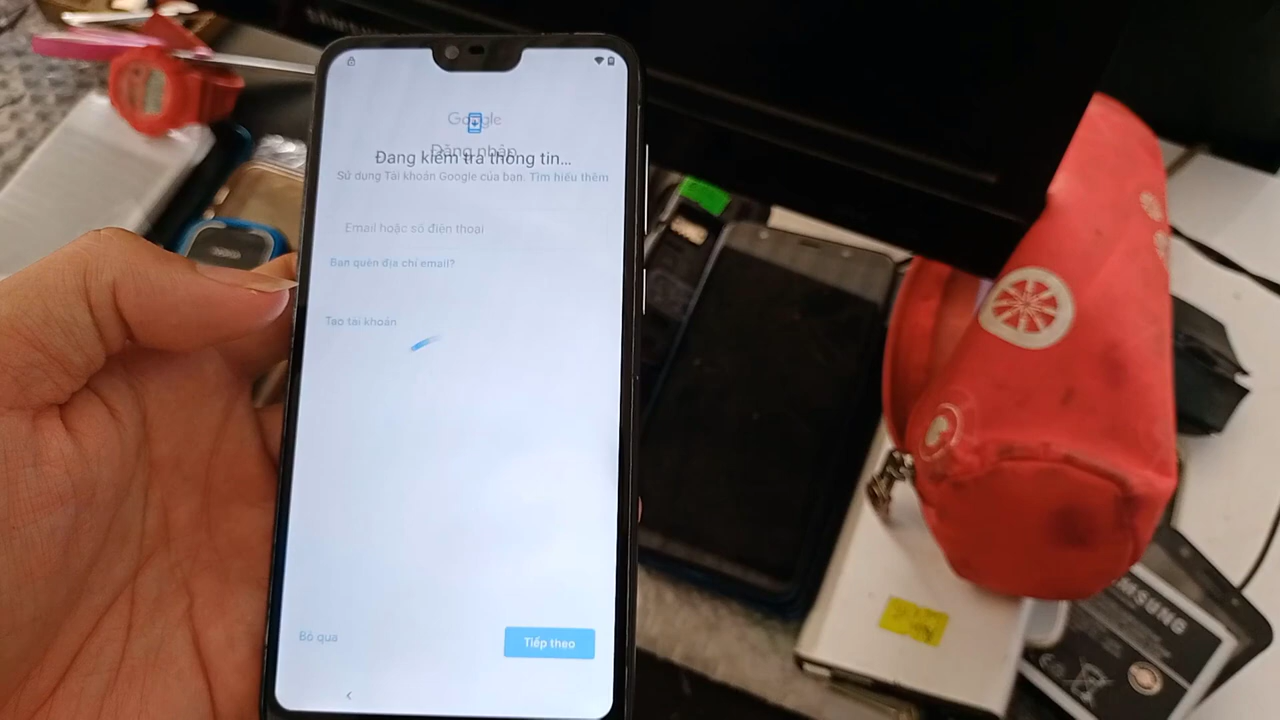 Google
Đăng nhập
Đang kiểm tra thông tin...
Sử dụng Tài khoản Google của bạn. Tìm hiểu thêm
Email hoặc số điện thoại
Bạn quên địa chỉ email?
Tạo tài khoản
Bỏ qua
Tiếp theo
SAMSUNG